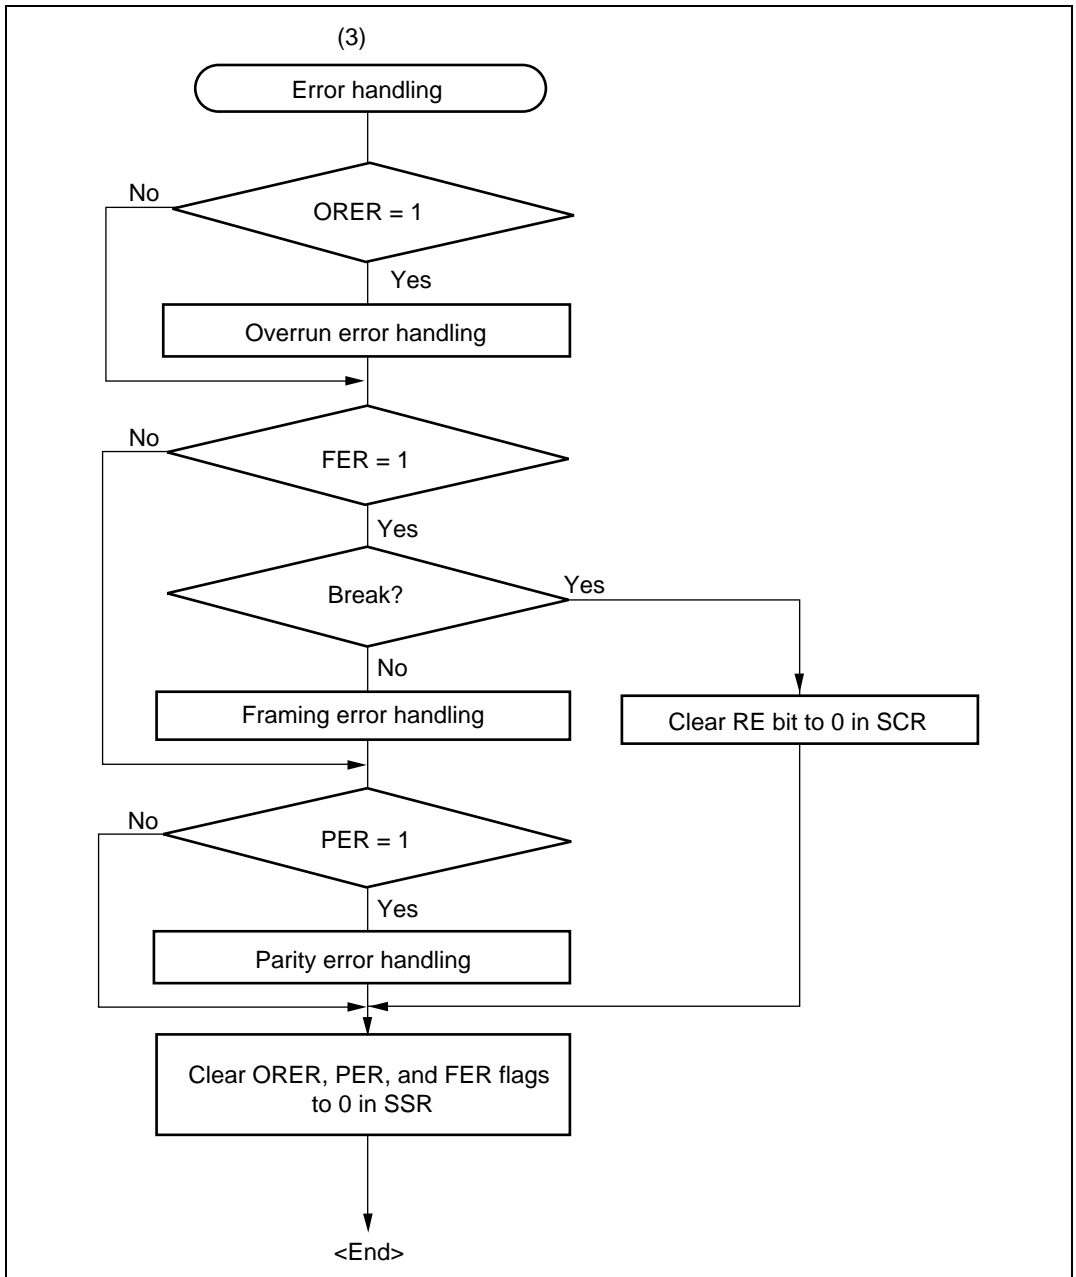 (3)
Error handling
No
ORER = 1
Yes
Overrun error handling
No
FER = 1
Yes
Break?
Yes
No
Framing error handling
Clear RE bit to 0 in SCR
No
PER = 1
Yes
Parity error handling
Clear ORER, PER, and FER flags
to 0 in SSR
<End>